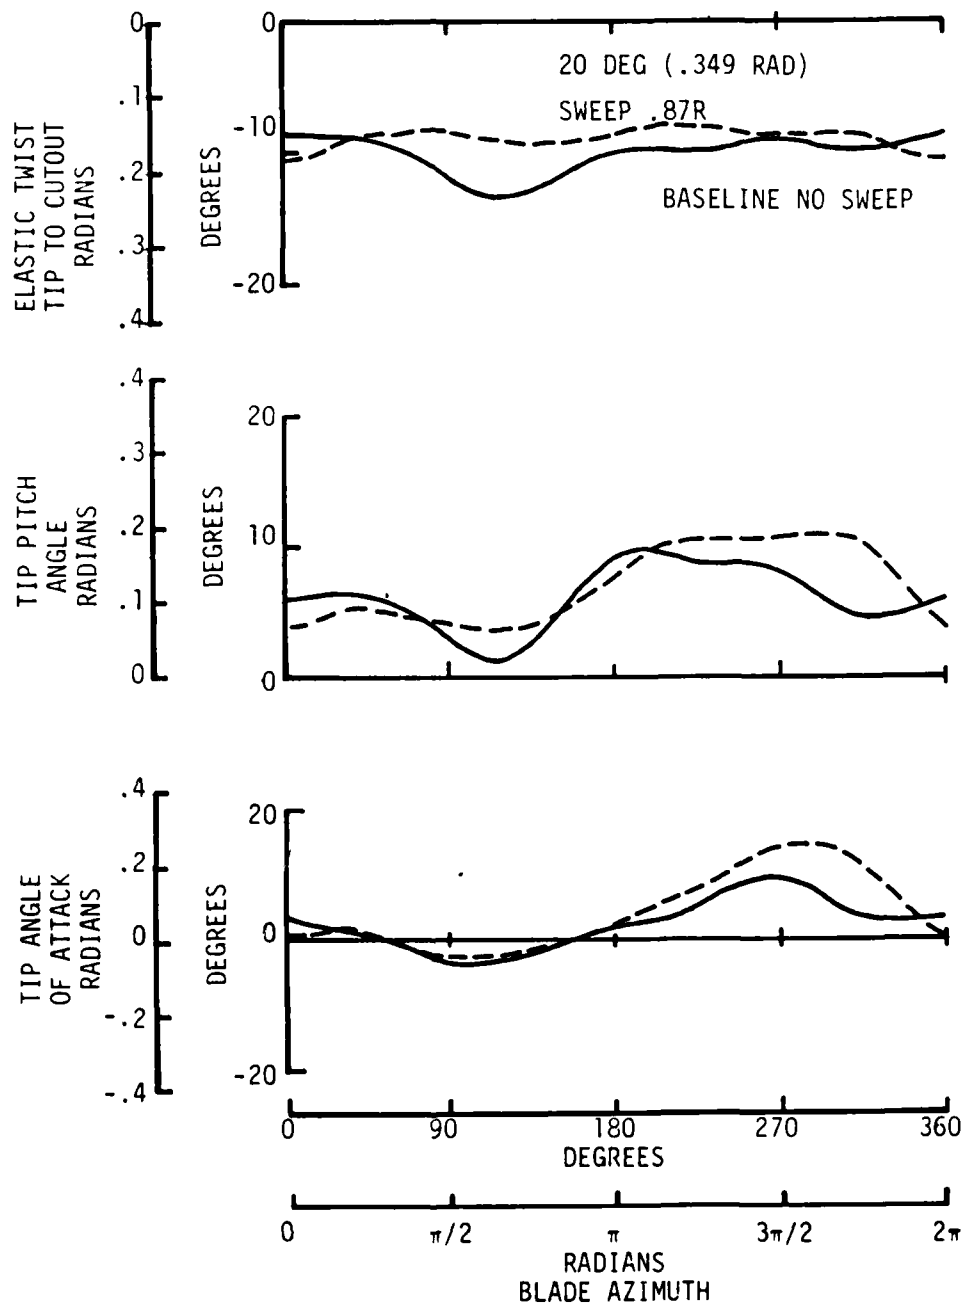 0
.1
.2
.3
.4
ELASTIC TWIST
TIP TO CUTOUT
RADIANS
DEGREES
0
-10
-20
20 DEG (.349 RAD)
SWEEP .87R
BASELINE NO SWEEP
.4
.3
.2
0.1
0
TIP PITCH
ANGLE
RADIANS
DEGREES
20
10
0
.4
0.2
0
-.2
-.4
TIP ANGLE
OF ATTACK
RADIANS
DEGREES
20
0
-20
0 90 180 270 360
DEGREES
0 π/2 π 3π/2 2π
RADIANS
BLADE AZIMUTH